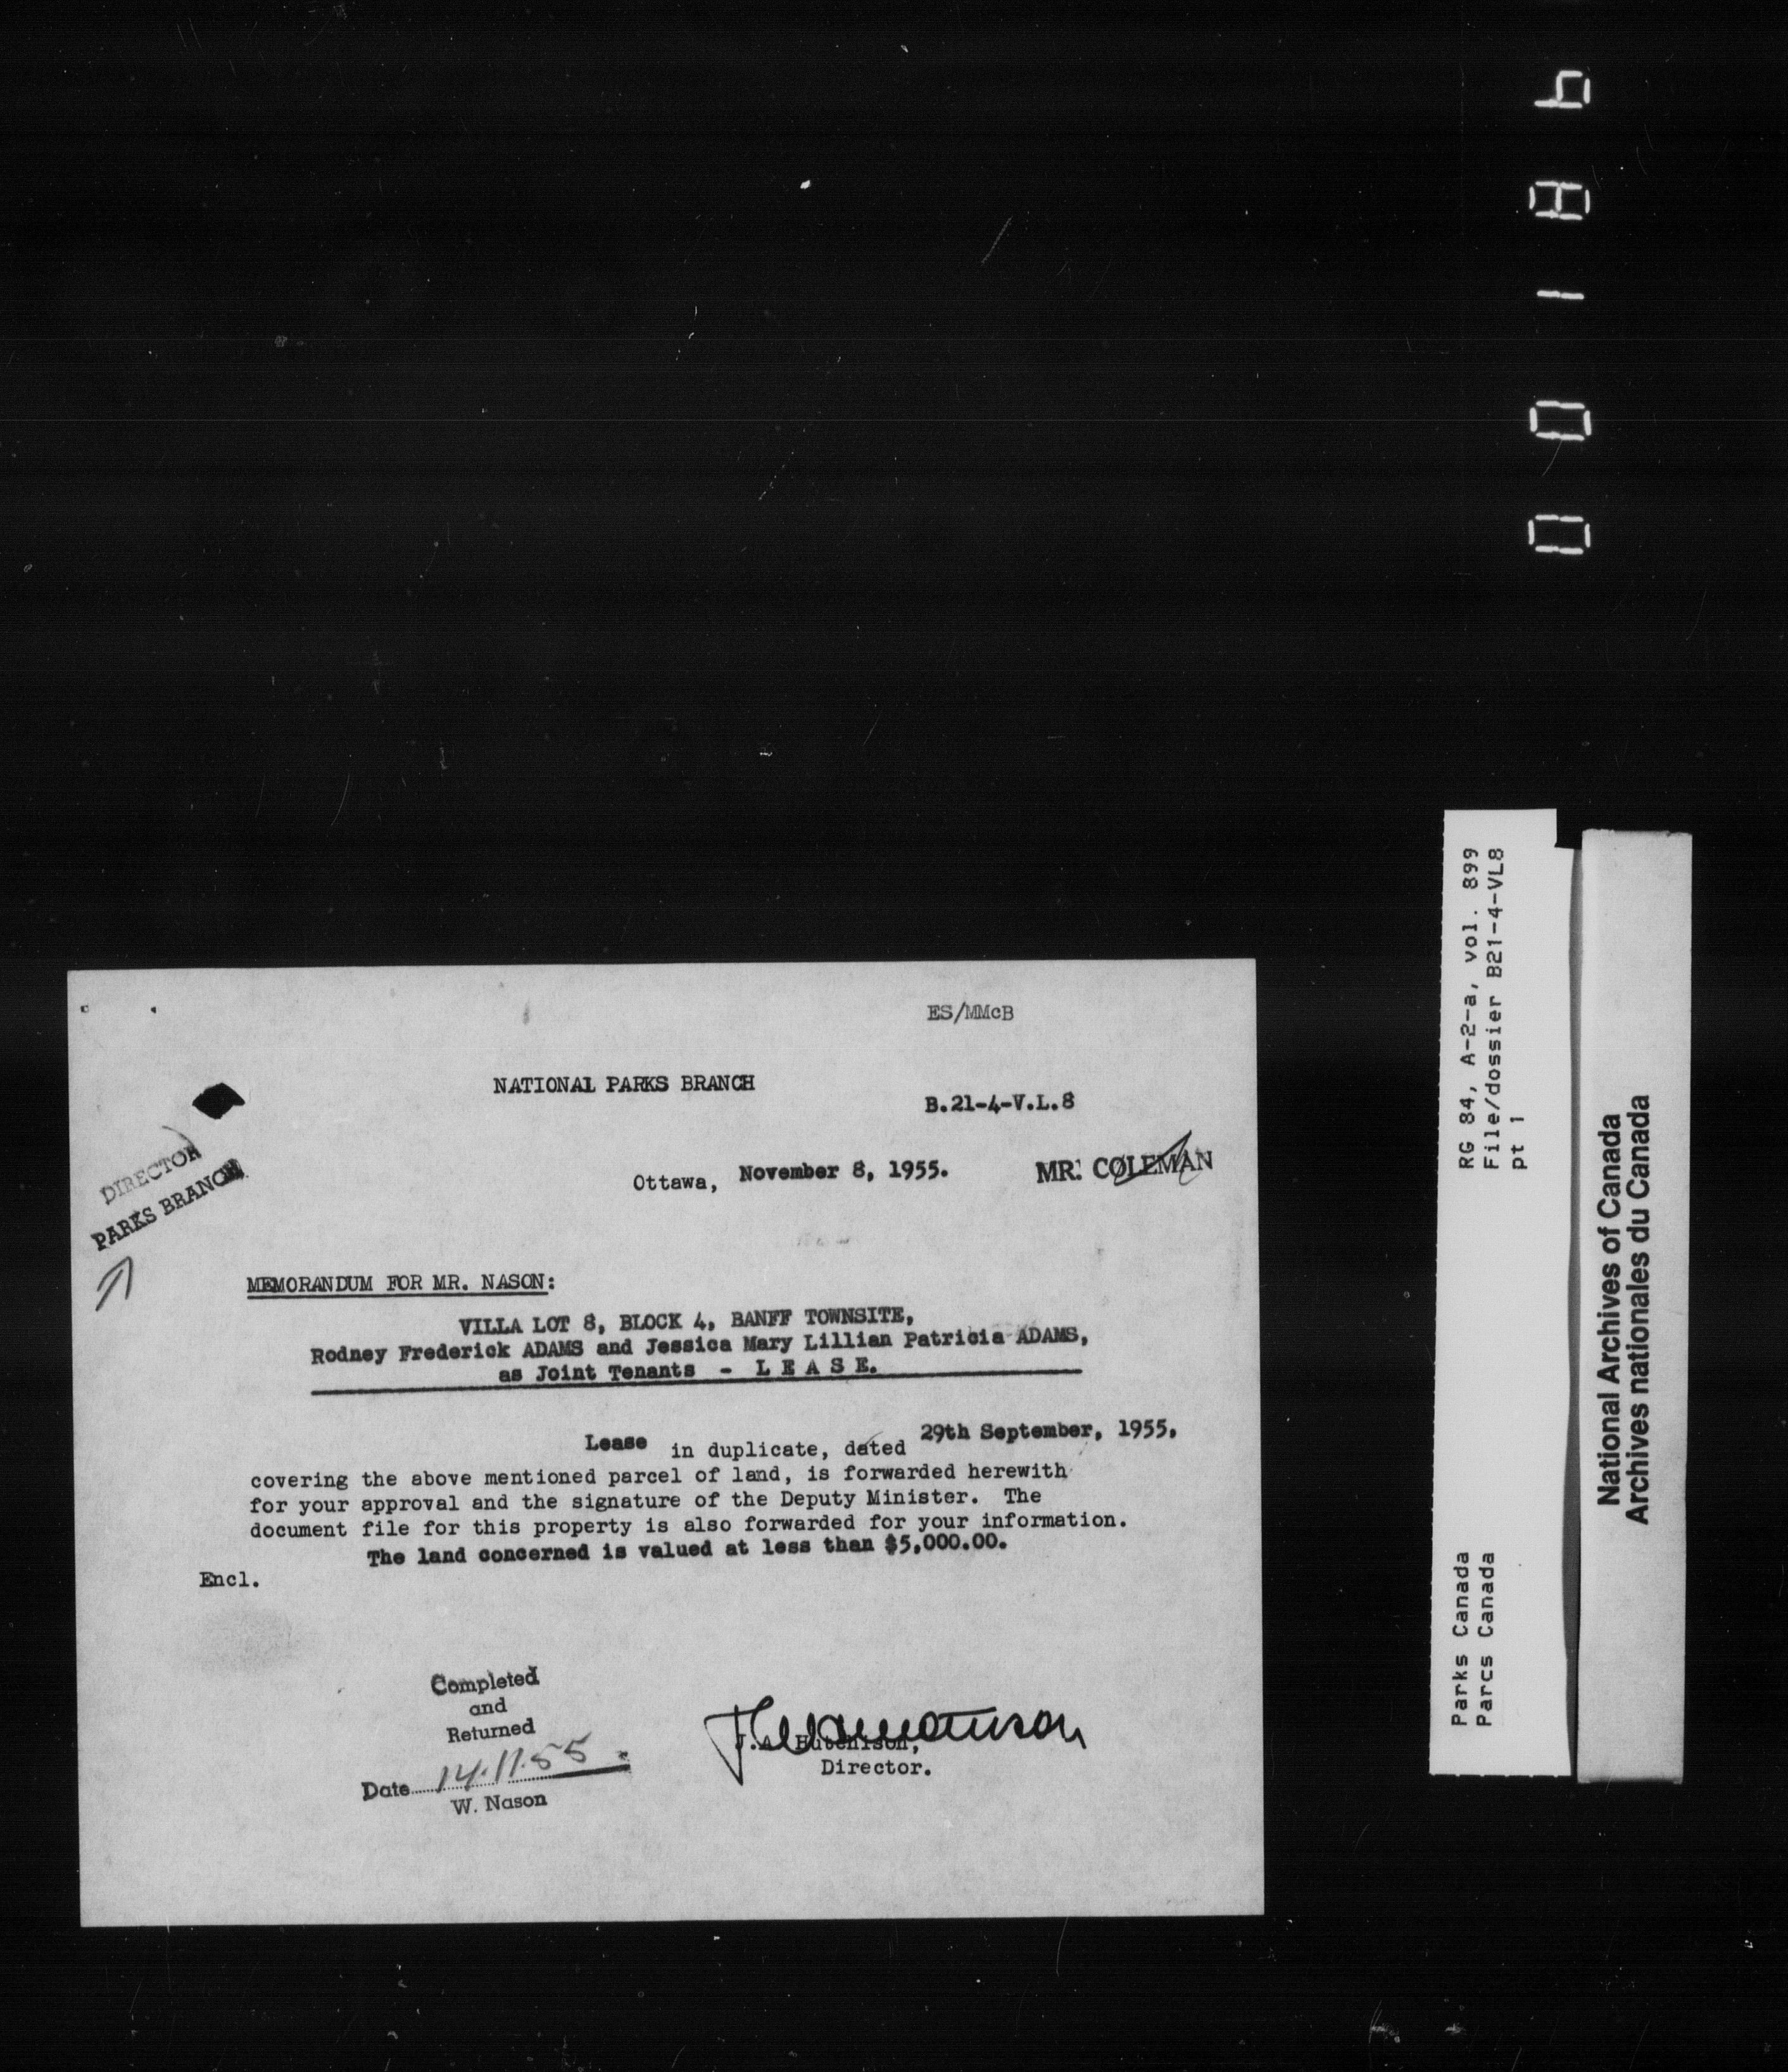 ES/MMcB
NATIONAL PARKS BRANCH
B.21-4-V.L.8
DIRECTOR
PARKS BRANCH
Ottawa, November 8, 1955.
MR. COLEMAN
MEMORANDUM FOR MR. NASON:
VILLA LOT 8, BLOCK 4, BANFF TOWNSITE,
Rodney Frederick ADAMS and Jessica Mary Lillian Patricia ADAMS,
as Joint Tenants - L E A S E.
Lease in duplicate, dated 29th September, 1955,
covering the above mentioned parcel of land, is forwarded herewith
for your approval and the signature of the Deputy Minister. The
document file for this property is also forwarded for your information.
The land concerned is valued at less than $5,000.00.
Encl.
Completed
and
Returned
Date 14.11.55.
W. Nason
J.A. Hutchison,
Director.
RG 84, A-2-a, vol. 899
File/dossier B21-4-VL8
pt 1
Parks Canada
Parcs Canada
National Archives of Canada
Archives nationales du Canada